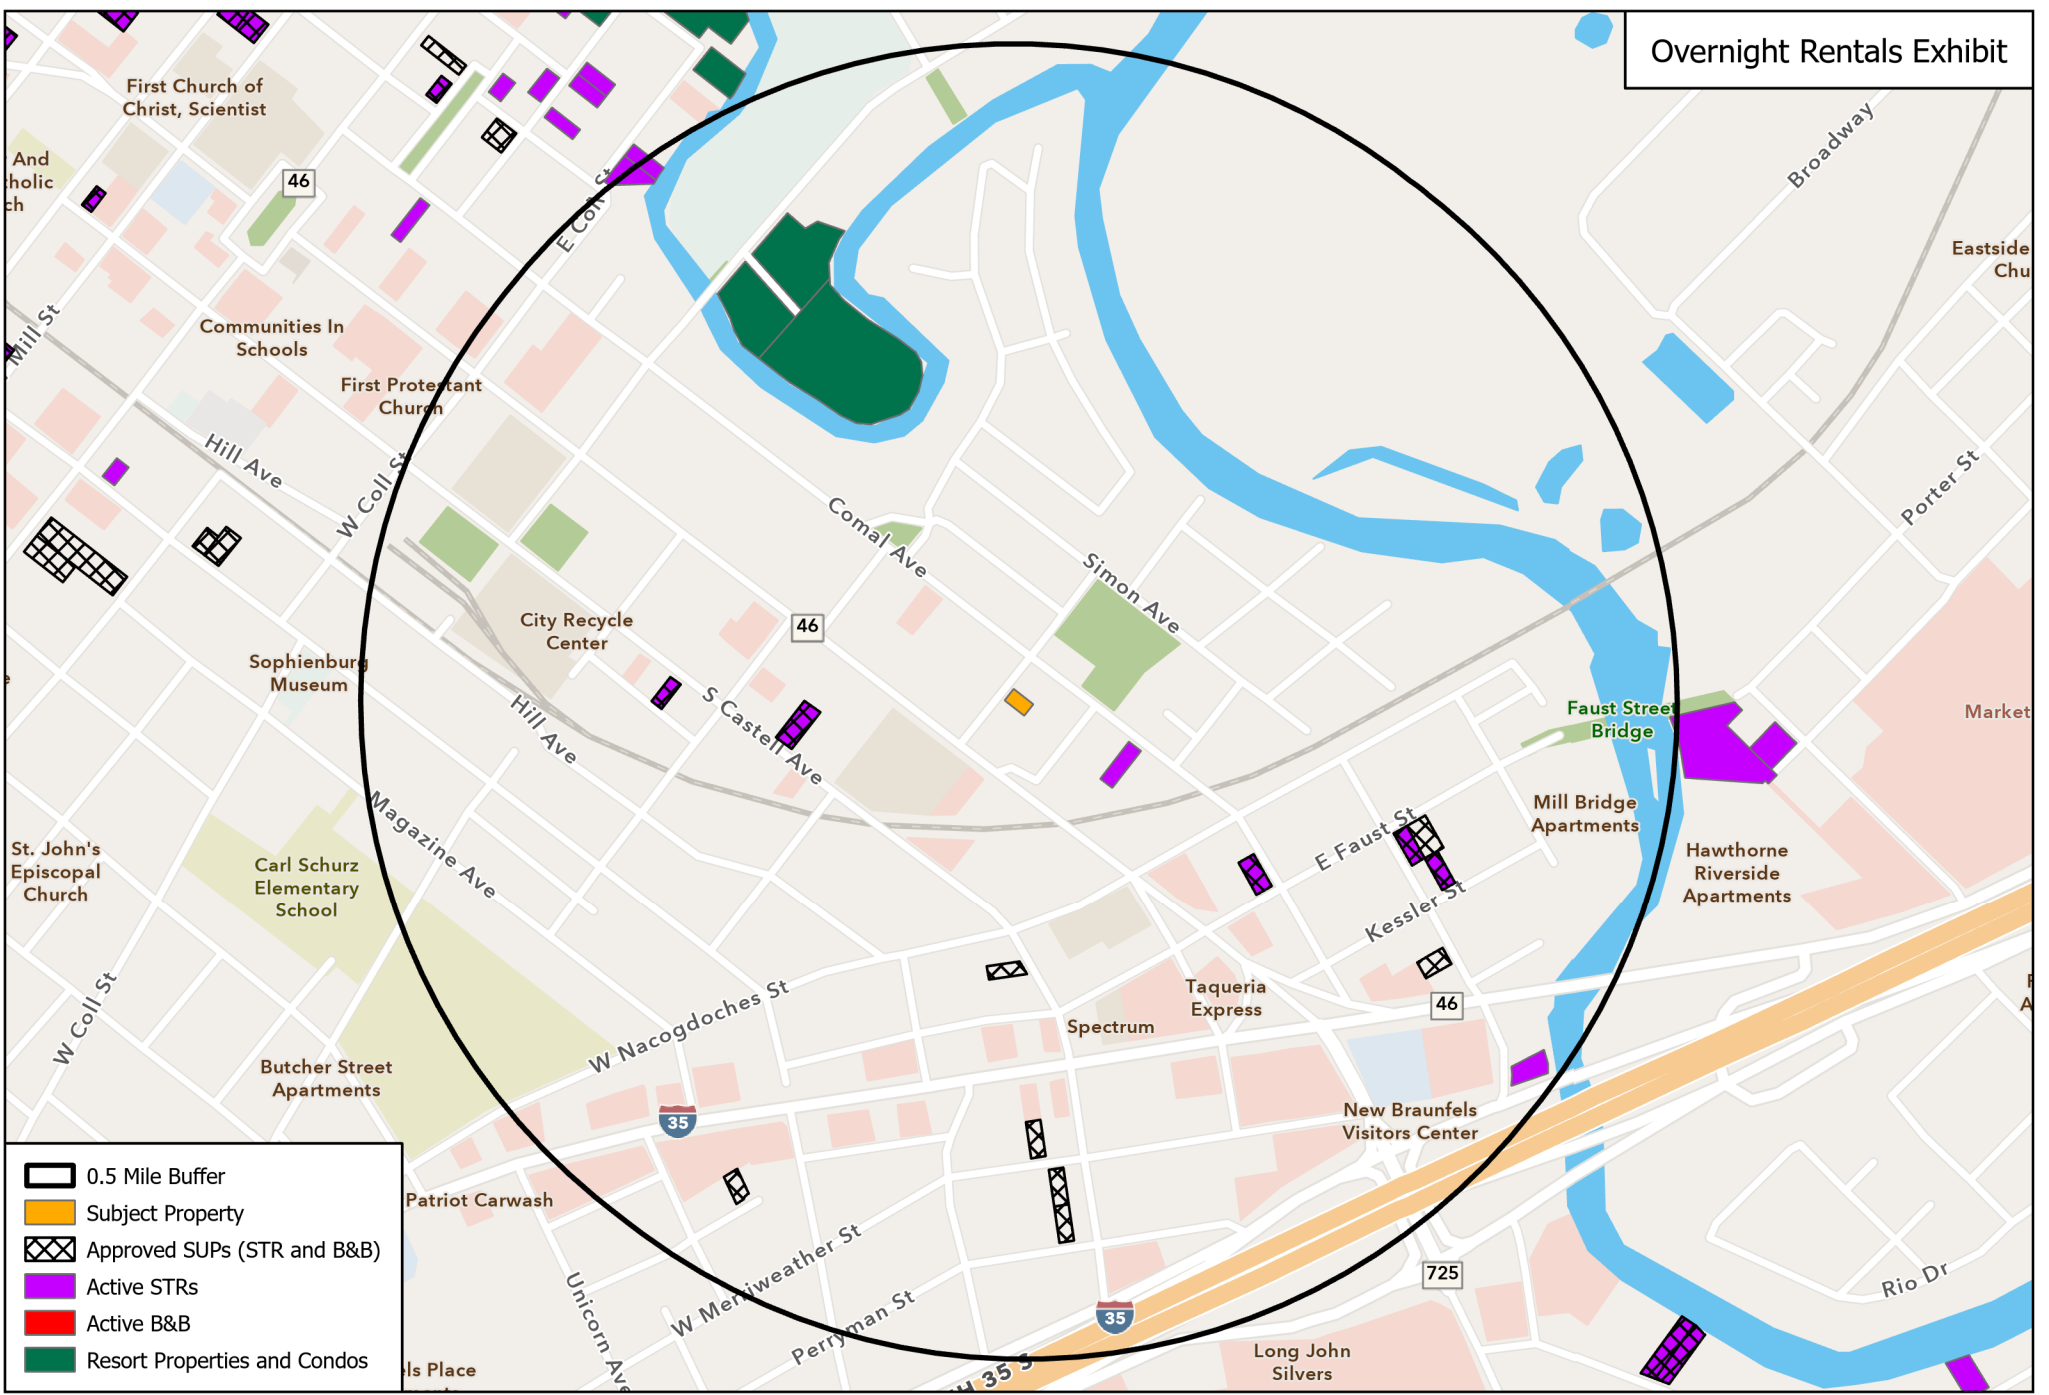 Overnight Rentals Exhibit
First Church of
Christ, Scientist
Broadway
And
holic
ch
46
E Coll St
Eastside
Chu
Mill St
Communities In
Schools
First Protestant
Church
Hill Ave
W Coll St
Porter St
Comal Ave
Simon Ave
City Recycle
Center
46
Sophienburg
Museum
S Castell Ave
Hill Ave
Faust Street
Bridge
Market
Mill Bridge
Apartments
E Faust St
Magazine Ave
St. John's
Episcopal
Church
Carl Schurz
Elementary
School
Hawthorne
Riverside
Apartments
Kessler St
W Coll St
W Nacogdoches St
Taqueria
Express
Spectrum
46
Butcher Street
Apartments
35
New Braunfels
Visitors Center
Patriot Carwash
W Merriweather St
Unicorn Ave
Perryman St
725
Rio Dr
35
IH 35 S
Long John
Silvers
els Place
0.5 Mile Buffer
Subject Property
Approved SUPs (STR and B&B)
Active STRs
Active B&B
Resort Properties and Condos